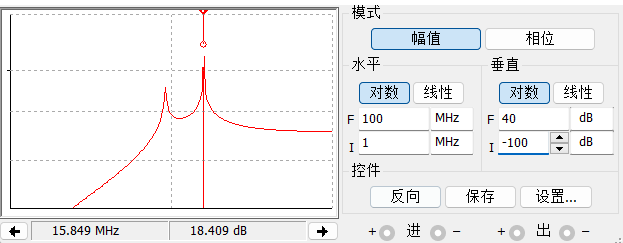 模式
幅值 相位
水平 垂直
对数 线性 对数 线性
F 100 MHz F 40 dB
I 1 MHz I -100 dB
控件
反向 保存 设置...
15.849 MHz 18.409 dB + 进 − + 出 −